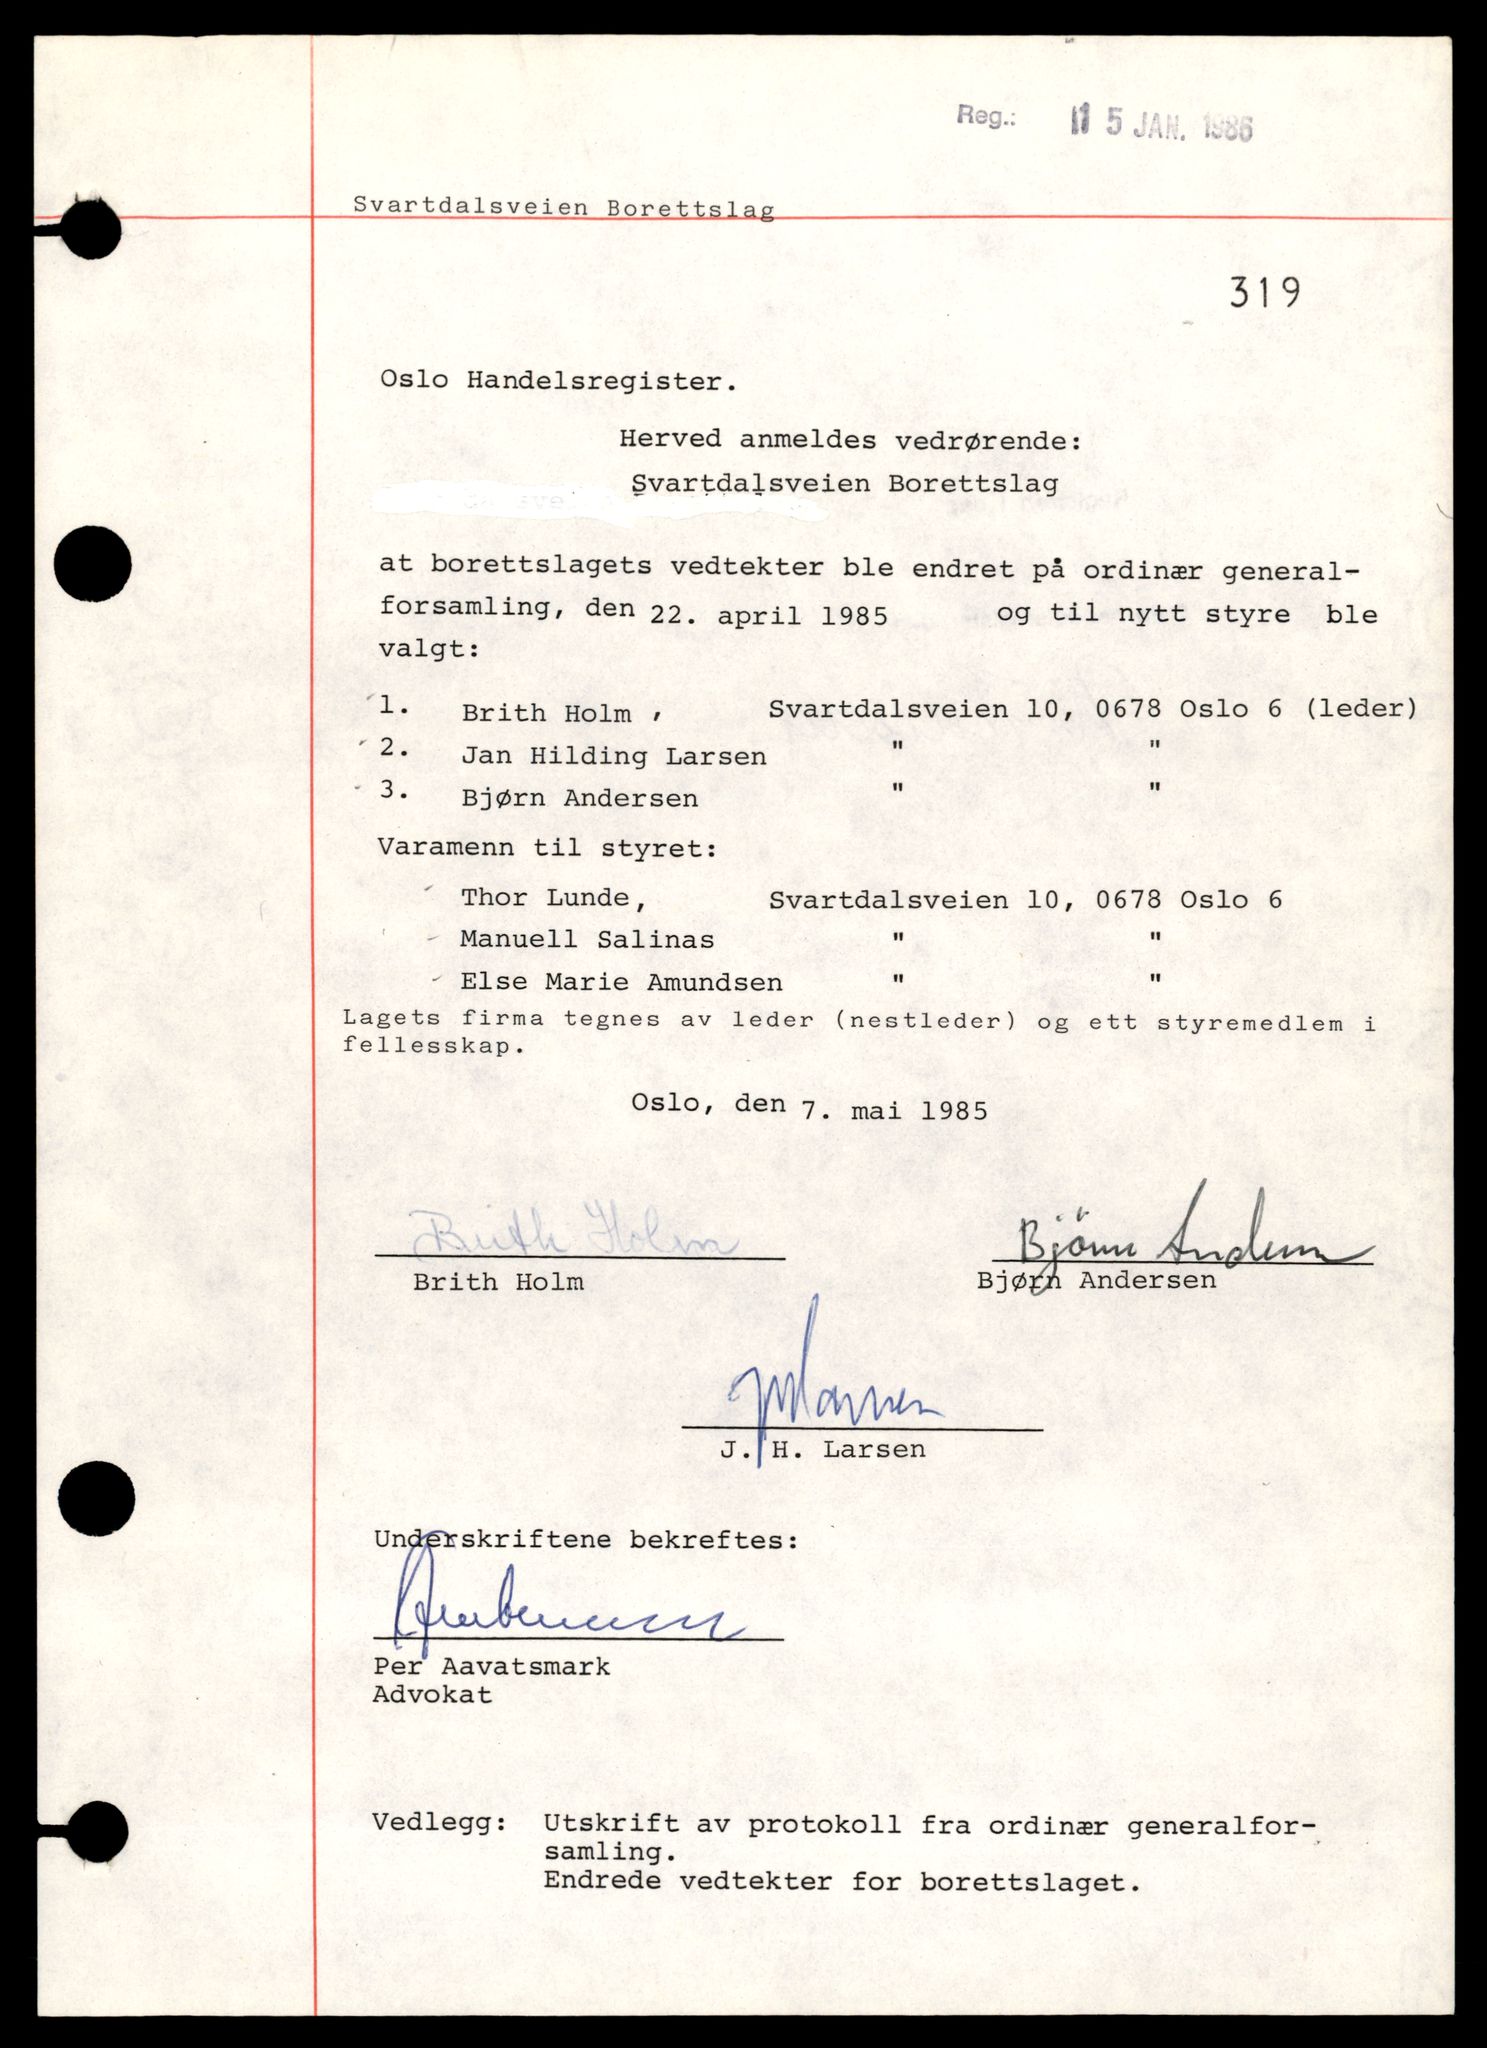 Reg.: 15 JAN. 1986
Svartdalsveien Borettslag
319
Oslo Handelsregister.
Herved anmeldes vedrørende:
Svartdalsveien Borettslag
at borettslagets vedtekter ble endret på ordinær general-
forsamling, den 22. april 1985 og til nytt styre ble
valgt:
1. Brith Holm , Svartdalsveien 10, 0678 Oslo 6 (leder)
2. Jan Hilding Larsen " "
3. Bjørn Andersen " "
Varamenn til styret:
Thor Lunde, Svartdalsveien 10, 0678 Oslo 6
Manuell Salinas " "
Else Marie Amundsen " "
Lagets firma tegnes av leder (nestleder) og ett styremedlem i
fellesskap.
Oslo, den 7. mai 1985
Brith Holm Björn Andersen
Brith Holm Bjørn Andersen
JHLarsen
J. H. Larsen
Underskriftene bekreftes:
Per Aavatsmark
Advokat
Vedlegg: Utskrift av protokoll fra ordinær generalfor-
samling.
Endrede vedtekter for borettslaget.